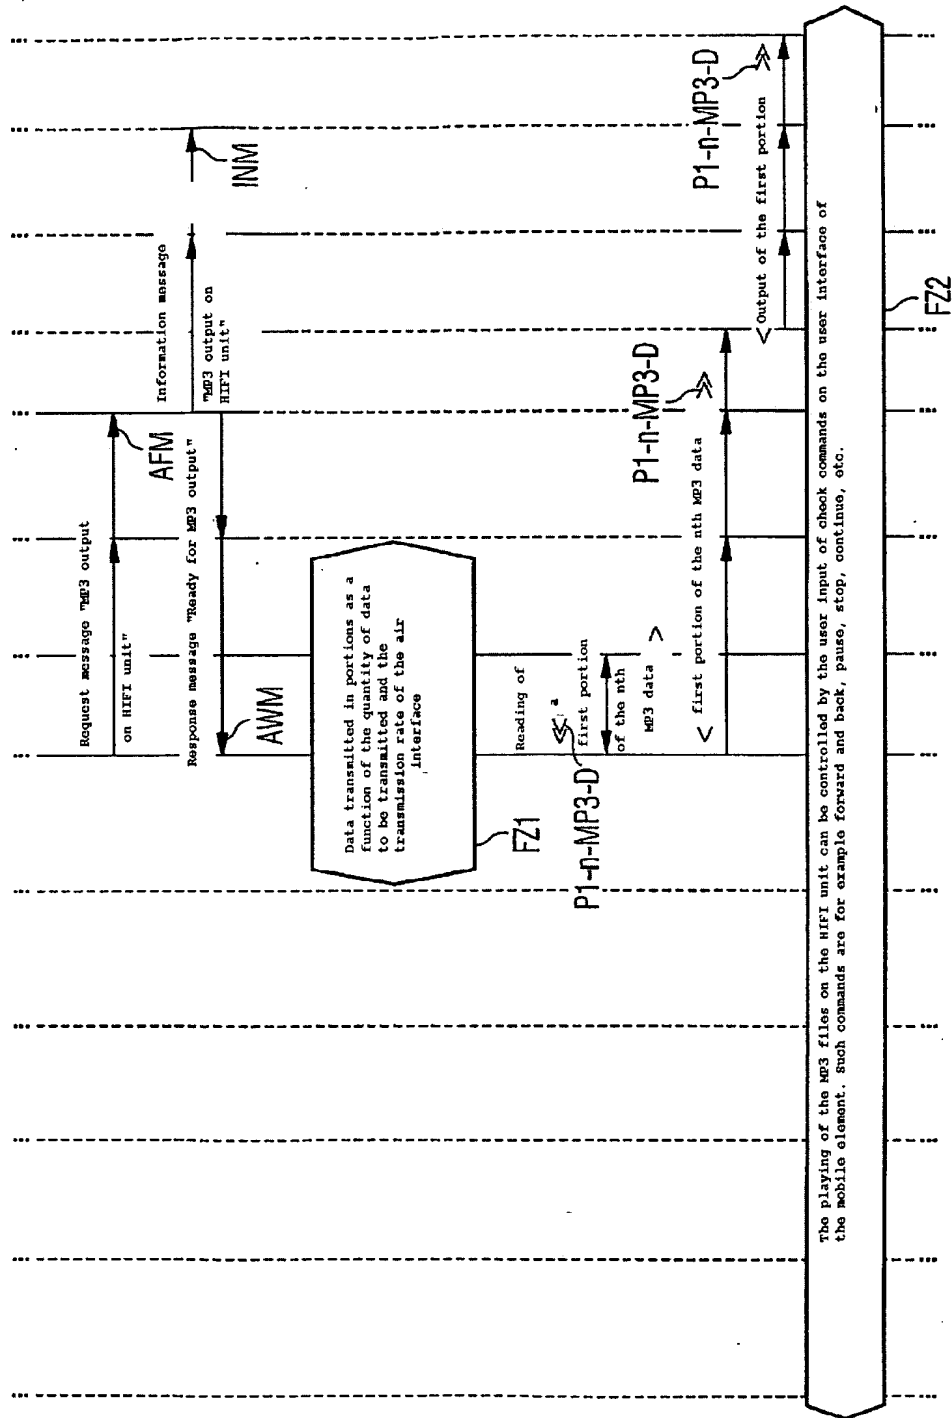 Request message "MP3 output
on HIFI unit"
AFM
Information message
INM
"MP3 output on
HIFI unit"
Response message "Ready for MP3 output"
AWM
Data transmitted in portions as a
function of the quantity of data
to be transmitted and the
transmission rate of the air
interface
FZ1
Reading of
a
first portion
of the nth
MP3 data >
P1-n-MP3-D
< first portion of the nth MP3 data
P1-n-MP3-D
< Output of the first portion
P1-n-MP3-D
The playing of the MP3 files on the HIFI unit can be controlled by the user input of check commands on the user interface of
the mobile element. Such commands are for example forward and back, pause, stop, continue, etc.
FZ2